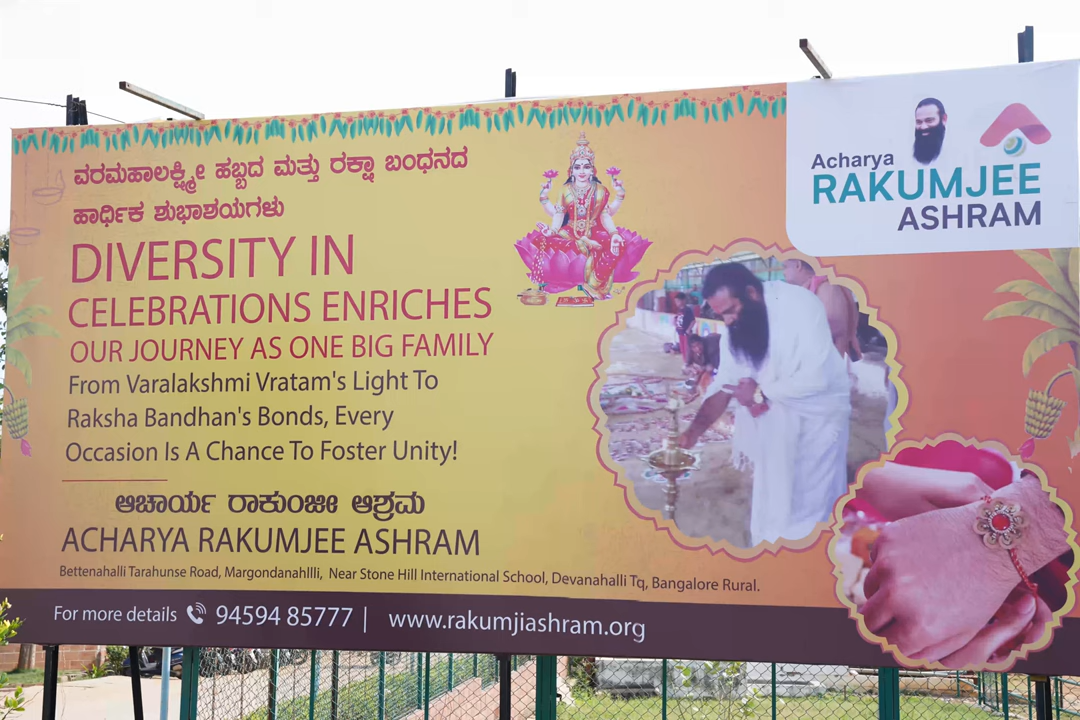 ವರಮಹಾಲಕ್ಷ್ಮೀ ಹಬ್ಬದ ಮತ್ತು ರಕ್ಷಾ ಬಂಧನದ
ಹಾರ್ಧಿಕ ಶುಭಾಶಯಗಳು
DIVERSITY IN
CELEBRATIONS ENRICHES
OUR JOURNEY AS ONE BIG FAMILY
From Varalakshmi Vratam's Light To
Raksha Bandhan's Bonds, Every
Occasion Is A Chance To Foster Unity!
ಆಚಾರ್ಯ ರಾಕುಂಜೀ ಆಶ್ರಮ
ACHARYA RAKUMJEE ASHRAM
Bettenahalli Tarahunse Road, Margondanahllli, Near Stone Hill International School, Devanahalli Tq, Bangalore Rural.
For more details 94594 85777 | www.rakumjiashram.org
Acharya
RAKUMJEE
ASHRAM